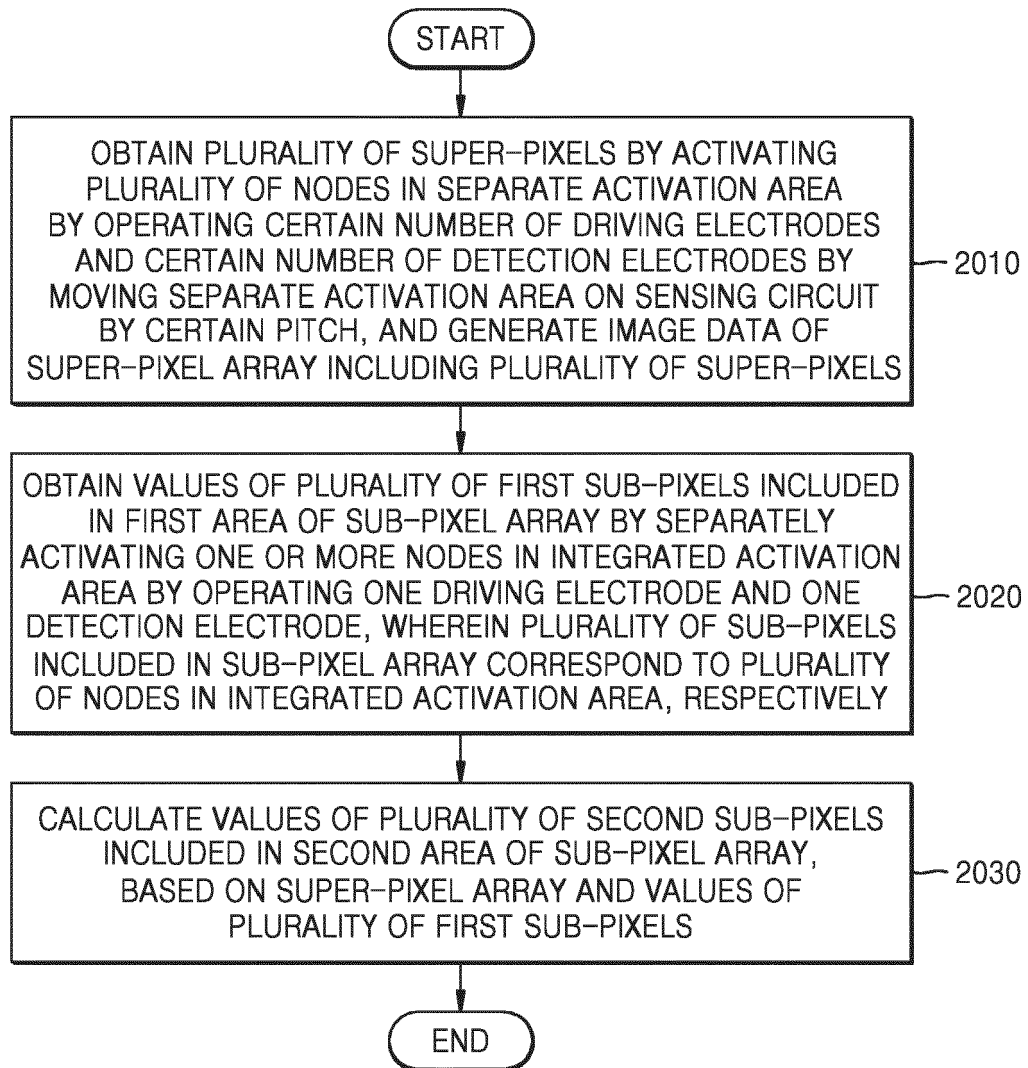 START
OBTAIN PLURALITY OF SUPER-PIXELS BY ACTIVATING
PLURALITY OF NODES IN SEPARATE ACTIVATION AREA
BY OPERATING CERTAIN NUMBER OF DRIVING ELECTRODES
AND CERTAIN NUMBER OF DETECTION ELECTRODES BY
MOVING SEPARATE ACTIVATION AREA ON SENSING CIRCUIT
BY CERTAIN PITCH, AND GENERATE IMAGE DATA OF
SUPER-PIXEL ARRAY INCLUDING PLURALITY OF SUPER-PIXELS
2010
OBTAIN VALUES OF PLURALITY OF FIRST SUB-PIXELS INCLUDED
IN FIRST AREA OF SUB-PIXEL ARRAY BY SEPARATELY
ACTIVATING ONE OR MORE NODES IN INTEGRATED ACTIVATION
AREA BY OPERATING ONE DRIVING ELECTRODE AND ONE
DETECTION ELECTRODE, WHEREIN PLURALITY OF SUB-PIXELS
INCLUDED IN SUB-PIXEL ARRAY CORRESPOND TO PLURALITY
OF NODES IN INTEGRATED ACTIVATION AREA, RESPECTIVELY
2020
CALCULATE VALUES OF PLURALITY OF SECOND SUB-PIXELS
INCLUDED IN SECOND AREA OF SUB-PIXEL ARRAY,
BASED ON SUPER-PIXEL ARRAY AND VALUES OF
PLURALITY OF FIRST SUB-PIXELS
2030
END